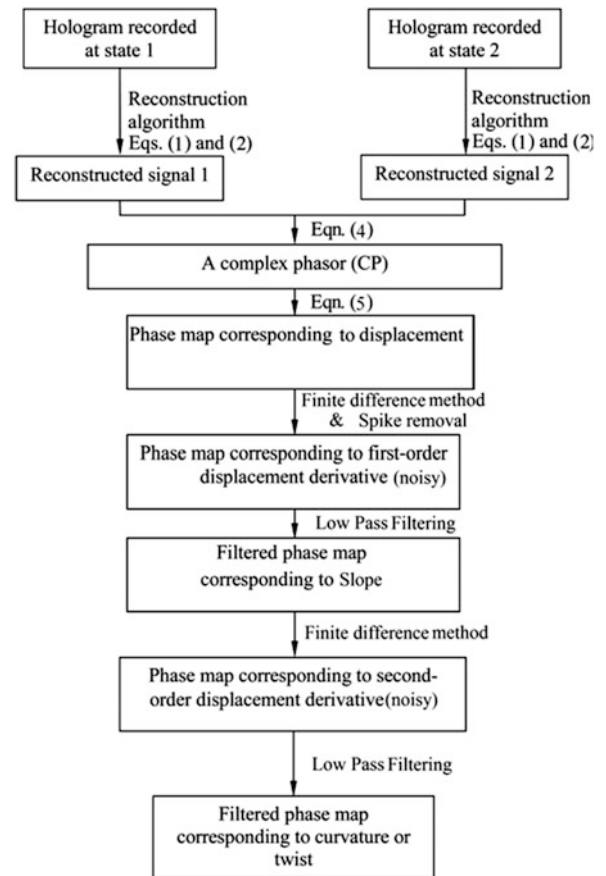 Hologram recorded
at state 1
Hologram recorded
at state 2
Reconstruction
algorithm
Eqs. (1) and (2)
Reconstruction
algorithm
Eqs. (1) and (2)
Reconstructed signal 1
Reconstructed signal 2
Eqn. (4)
A complex phasor (CP)
Eqn. (5)
Phase map corresponding to displacement
Finite difference method
& Spike removal
Phase map corresponding to first-order
displacement derivative (noisy)
Low Pass Filtering
Filtered phase map
corresponding to Slope
Finite difference method
Phase map corresponding to second-
order displacement derivative(noisy)
Low Pass Filtering
Filtered phase map
corresponding to curvature or
twist